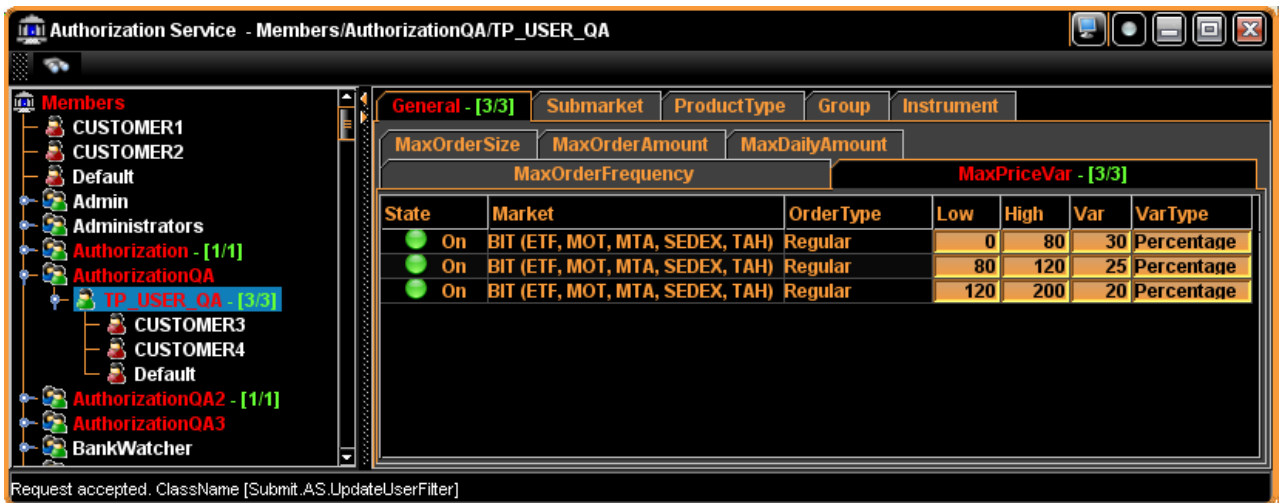 Authorization Service - Members/AuthorizationQA/TP_USER_QA
Members
CUSTOMER1
CUSTOMER2
Default
Admin
Administrators
Authorization - [1/1]
AuthorizationQA
TP_USER_QA - [3/3]
CUSTOMER3
CUSTOMER4
Default
AuthorizationQA2 - [1/1]
AuthorizationQA3
BankWatcher
General - [3/3] Submarket ProductType Group Instrument
MaxOrderSize MaxOrderAmount MaxDailyAmount
MaxOrderFrequency MaxPriceVar - [3/3]
State Market OrderType Low High Var VarType
On BIT (ETF, MOT, MTA, SEDEX, TAH) Regular 0 80 30 Percentage
On BIT (ETF, MOT, MTA, SEDEX, TAH) Regular 80 120 25 Percentage
On BIT (ETF, MOT, MTA, SEDEX, TAH) Regular 120 200 20 Percentage
Request accepted. ClassName [Submit.AS.UpdateUserFilter]